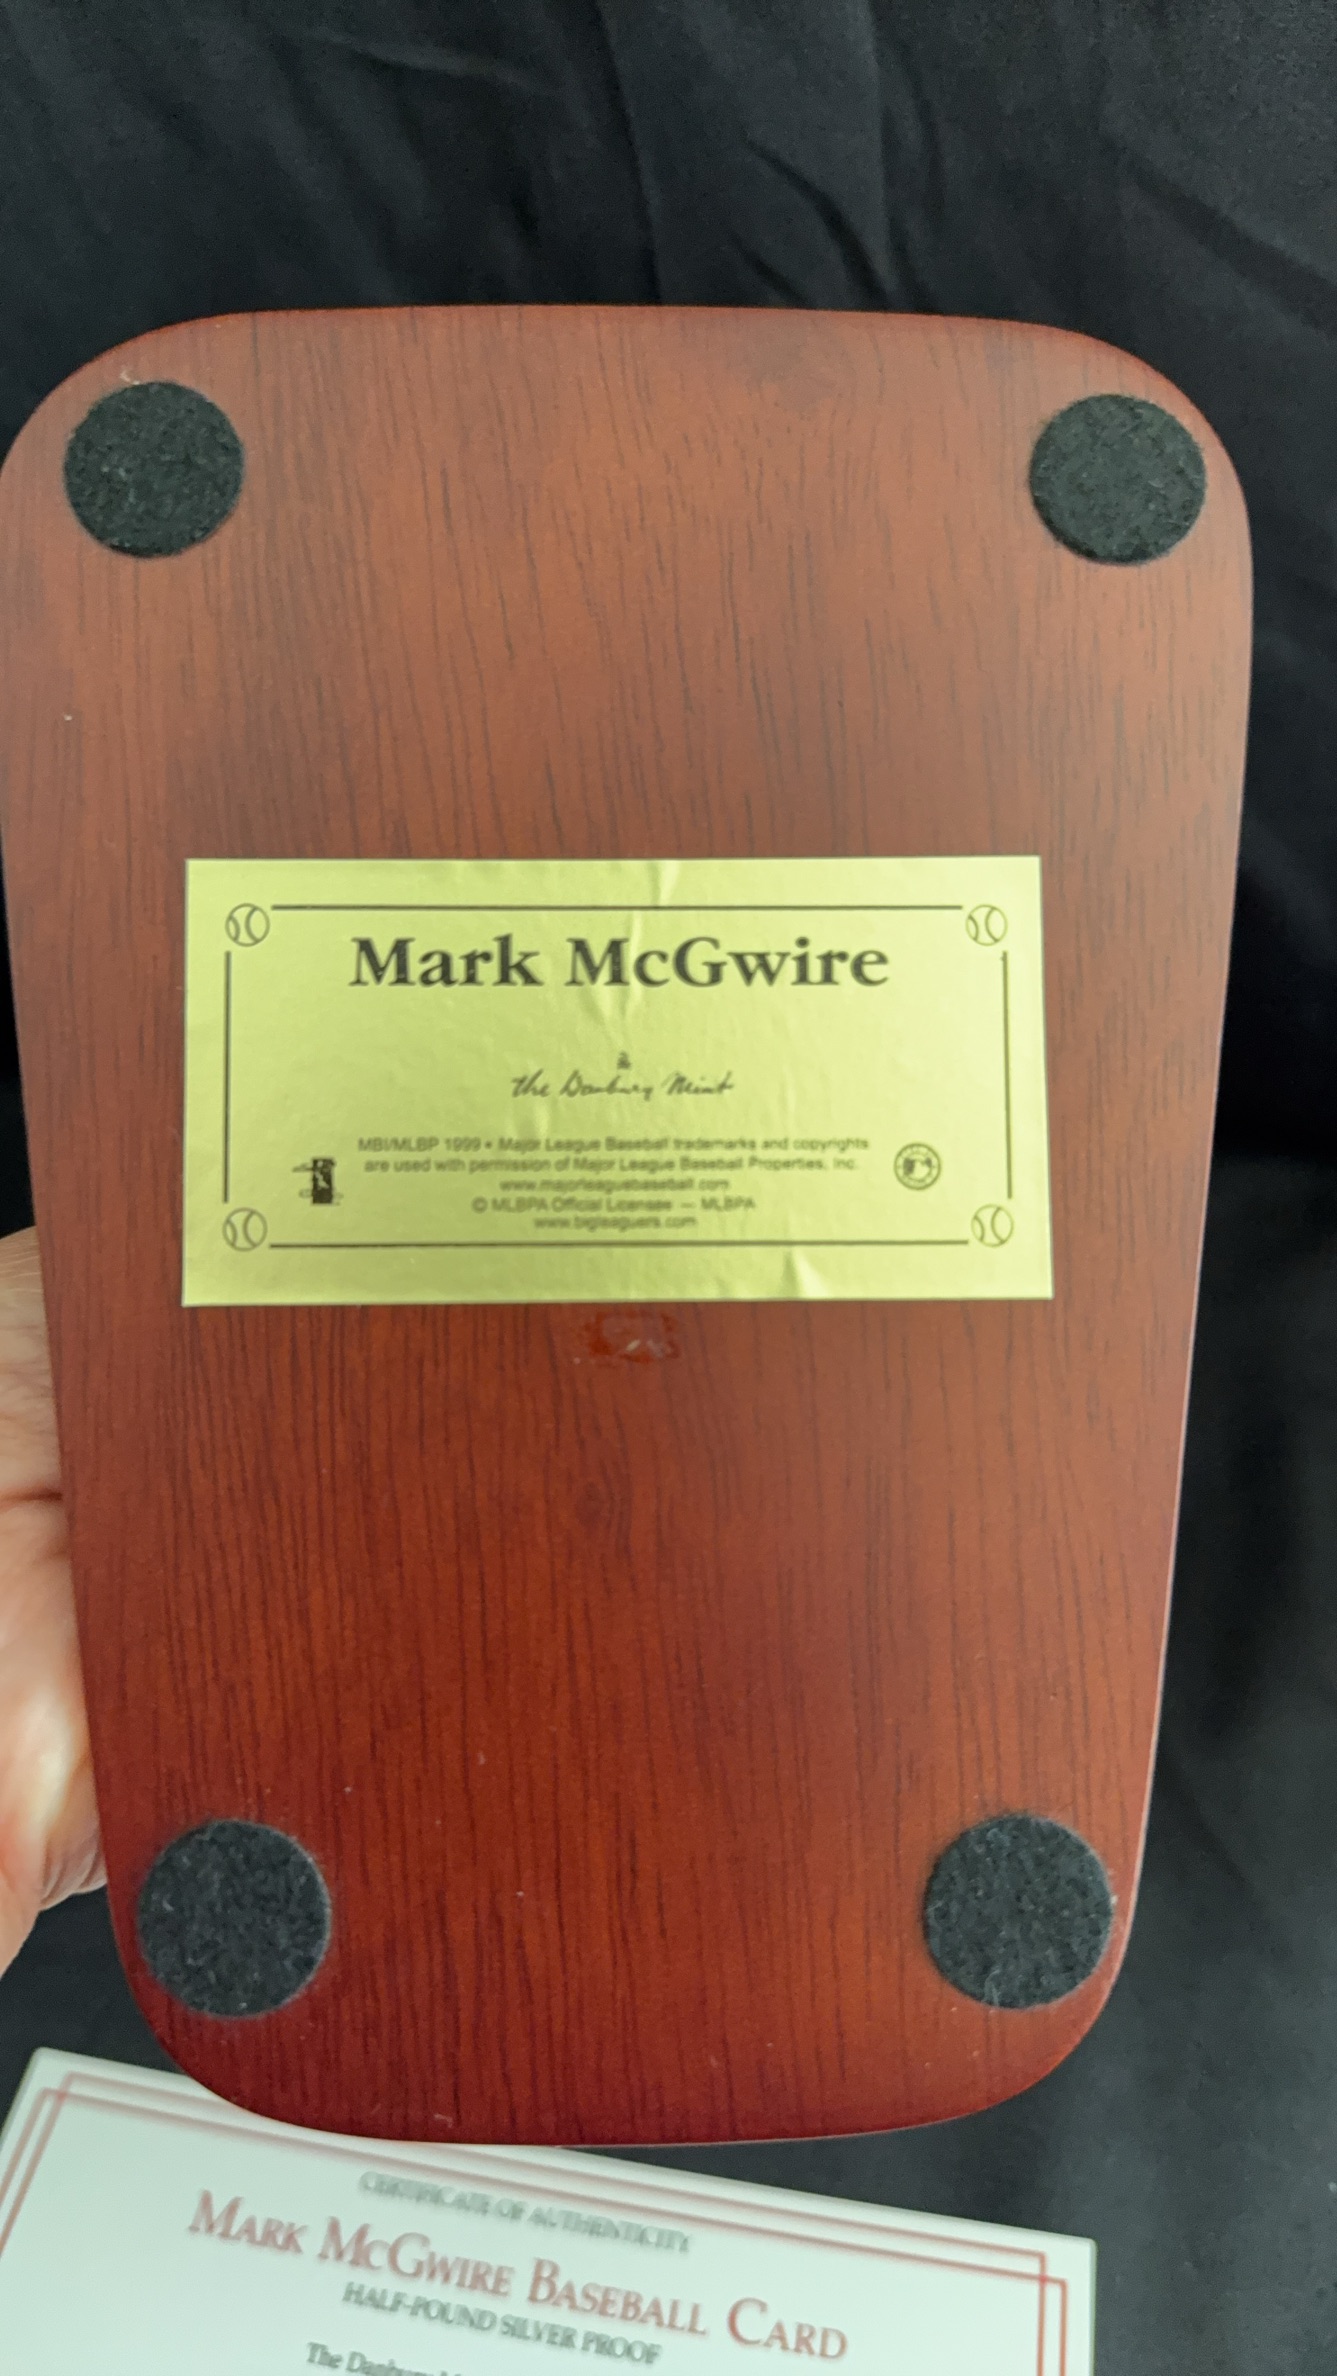 Mark McGwire
the Danbury Mint
MBI/MLBP 1999 • Major League Baseball trademarks and copyrights
are used with permission of Major League Baseball Properties, Inc.
www.majorleaguebaseball.com
© MLBPA Official Licensee — MLBPA
www.bigleaguers.com
CERTIFICATE OF AUTHENTICITY
MARK MCGWIRE BASEBALL CARD
HALF-POUND SILVER PROOF
The Danbury